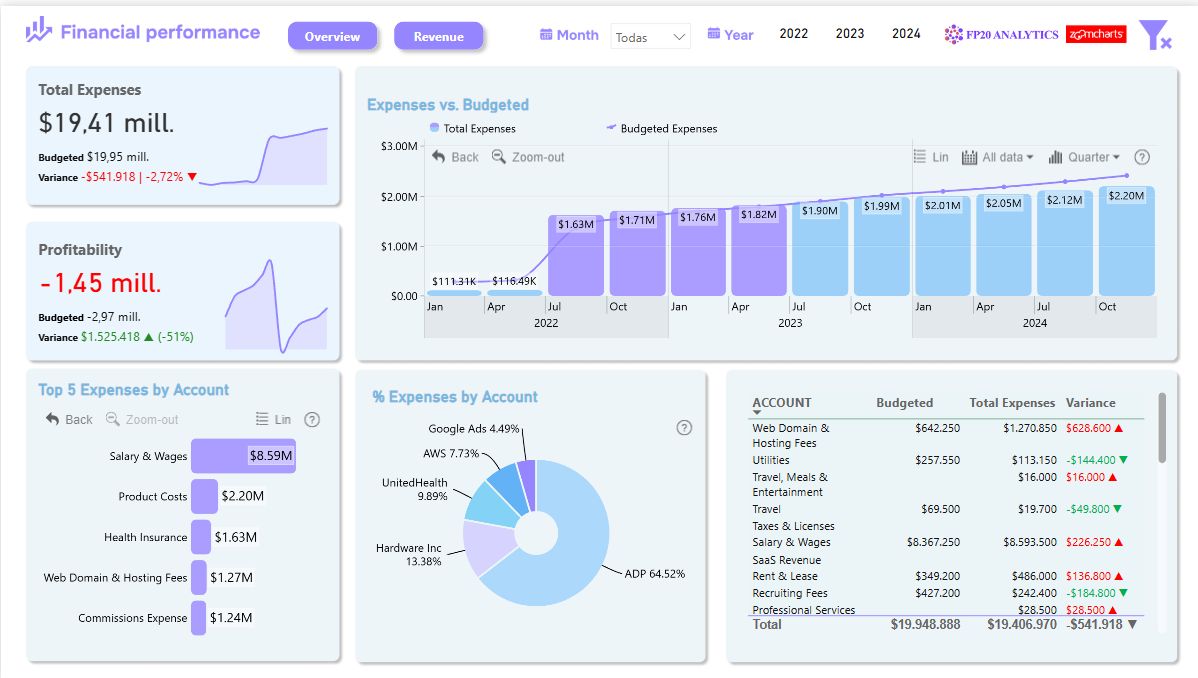 Financial performance
Overview
Revenue
Month
Todas
Year
2022
2023
2024
FP20 ANALYTICS
zoomcharts
Total Expenses
$19,41 mill.
Budgeted $19,95 mill.
Variance -$541.918 | -2,72% ▼
Profitability
-1,45 mill.
Budgeted -2,97 mill.
Variance $1.525.418 ▲ (-51%)
Expenses vs. Budgeted
Total Expenses
Budgeted Expenses
Back
Zoom-out
Lin
All data
Quarter
?
$3.00M
$2.00M
$1.00M
$0.00
$111.31K
$116.49K
$1.63M
$1.71M
$1.76M
$1.82M
$1.90M
$1.99M
$2.01M
$2.05M
$2.12M
$2.20M
Jan
Apr
Jul
Oct
Jan
Apr
Jul
Oct
Jan
Apr
Jul
Oct
2022
2023
2024
Top 5 Expenses by Account
Back
Zoom-out
Lin
?
Salary & Wages $8.59M
Product Costs $2.20M
Health Insurance $1.63M
Web Domain & Hosting Fees $1.27M
Commissions Expense $1.24M
% Expenses by Account
?
Google Ads 4.49%
AWS 7.73%
UnitedHealth
9.89%
Hardware Inc
13.38%
ADP 64.52%
ACCOUNT Budgeted Total Expenses Variance
Web Domain & $642.250 $1.270.850 $628.600 ▲
Hosting Fees
Utilities $257.550 $113.150 -$144.400 ▼
Travel, Meals & $16.000 $16.000 ▲
Entertainment
Travel $69.500 $19.700 -$49.800 ▼
Taxes & Licenses
Salary & Wages $8.367.250 $8.593.500 $226.250 ▲
SaaS Revenue
Rent & Lease $349.200 $486.000 $136.800 ▲
Recruiting Fees $427.200 $242.400 -$184.800 ▼
Professional Services $28.500 $28.500 ▲
Total $19.948.888 $19.406.970 -$541.918 ▼